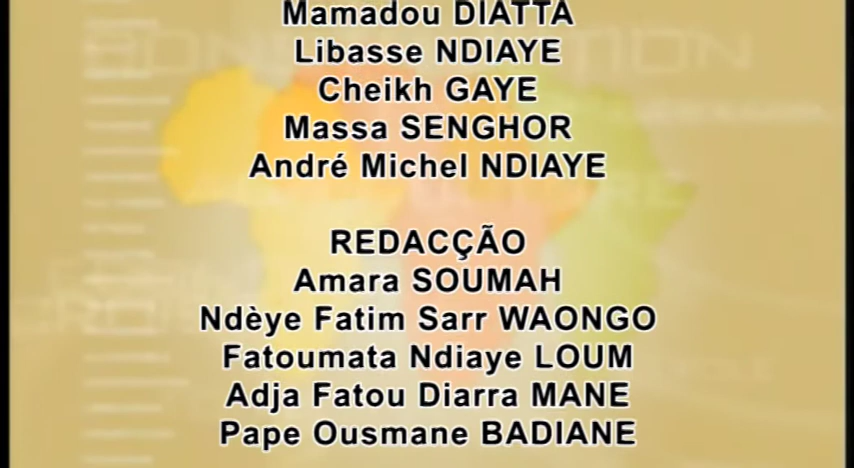 Mamadou DIATTA
Libasse NDIAYE
Cheikh GAYE
Massa SENGHOR
André Michel NDIAYE
REDACÇÃO
Amara SOUMAH
Ndèye Fatim Sarr WAONGO
Fatoumata Ndiaye LOUM
Adja Fatou Diarra MANE
Pape Ousmane BADIANE